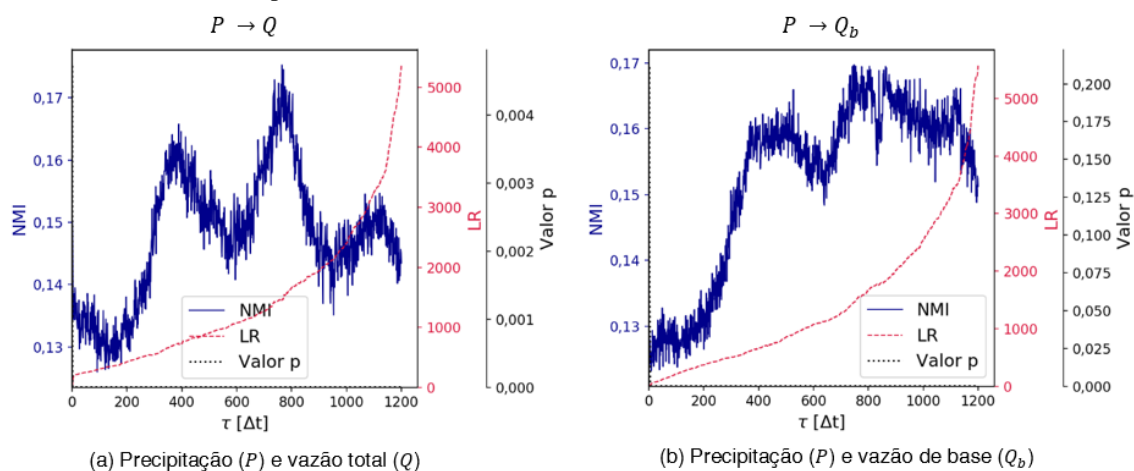 P → Q
NMI
0,17
0,16
0,15
0,14
0,13
0 200 400 600 800 1000 1200
τ [Δt]
5000
4000
3000
2000
1000
0
LR
0,004
0,003
0,002
0,001
0,000
Valor p
NMI
LR
Valor p
(a) Precipitação (P) e vazão total (Q)
P → Q_b
NMI
0,17
0,16
0,15
0,14
0,13
0 200 400 600 800 1000 1200
τ [Δt]
5000
4000
3000
2000
1000
0
LR
0,200
0,175
0,150
0,125
0,100
0,075
0,050
0,025
0,000
Valor p
NMI
LR
Valor p
(b) Precipitação (P) e vazão de base (Q_b)